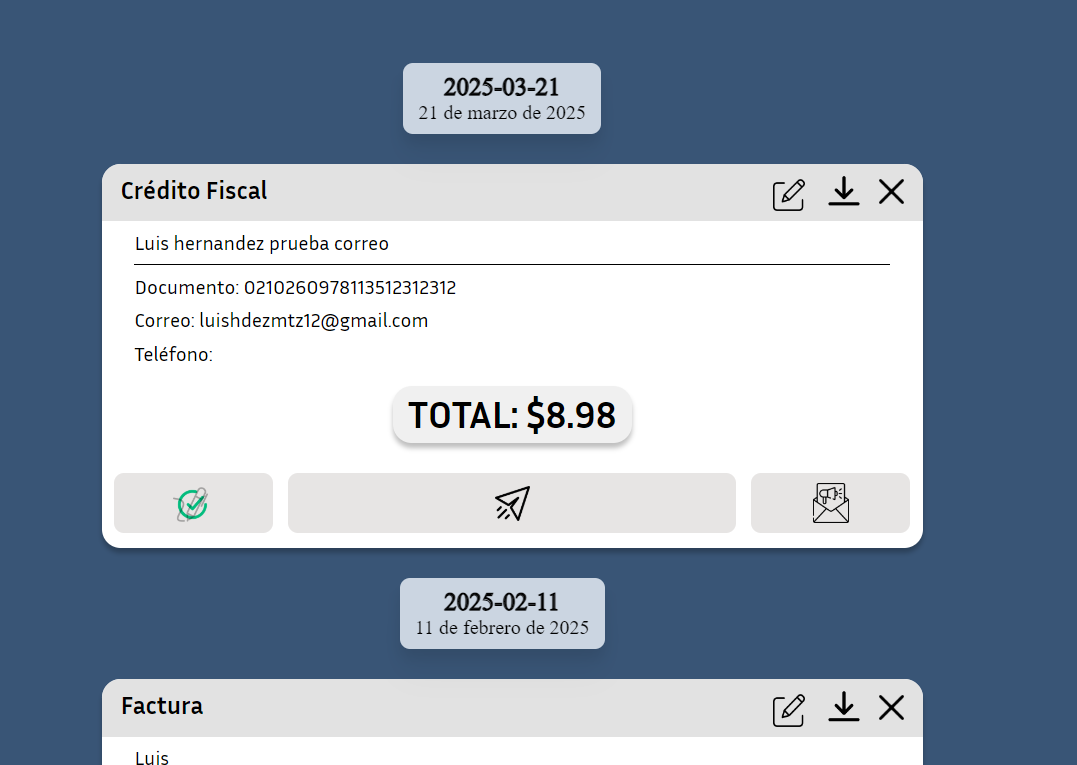 2025-03-21
21 de marzo de 2025
Crédito Fiscal
Luis hernandez prueba correo
Documento: 0210260978113512312312
Correo: luishdezmtz12@gmail.com
Teléfono:
TOTAL: $8.98
2025-02-11
11 de febrero de 2025
Factura
Luis